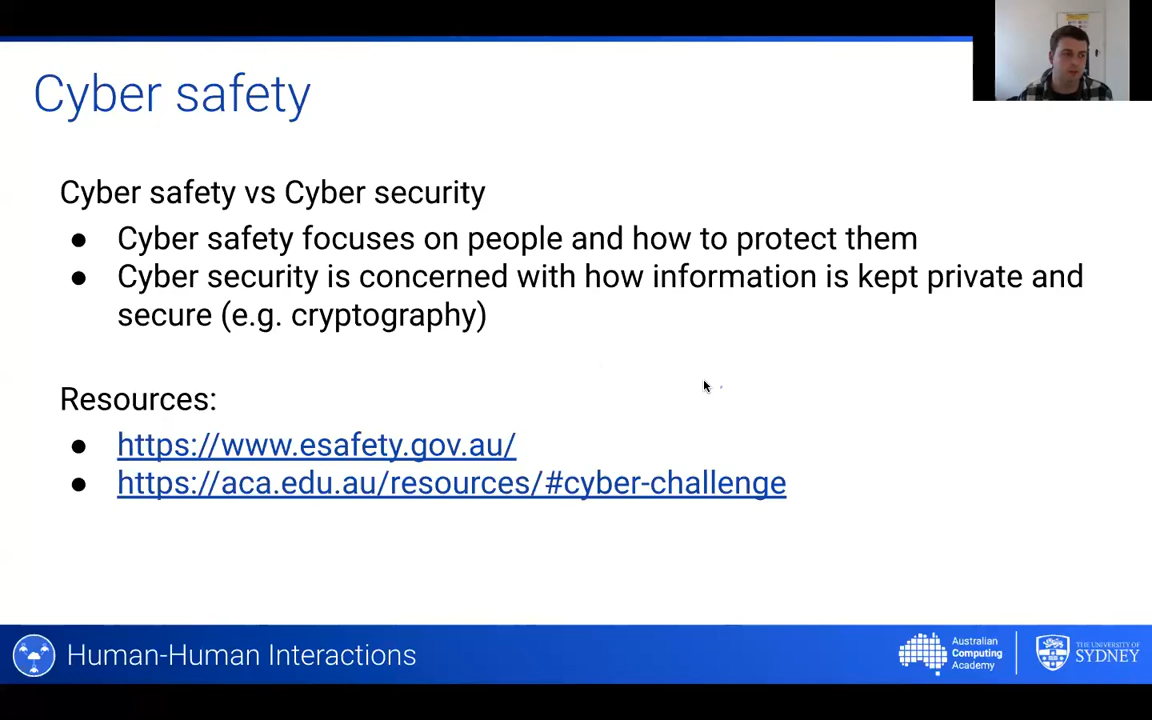 Cyber safety
Cyber safety vs Cyber security
● Cyber safety focuses on people and how to protect them
● Cyber security is concerned with how information is kept private and
secure (e.g. cryptography)
Resources:
● https://www.esafety.gov.au/
● https://aca.edu.au/resources/#cyber-challenge
Human-Human Interactions
Australian
Computing
Academy
THE UNIVERSITY OF
SYDNEY